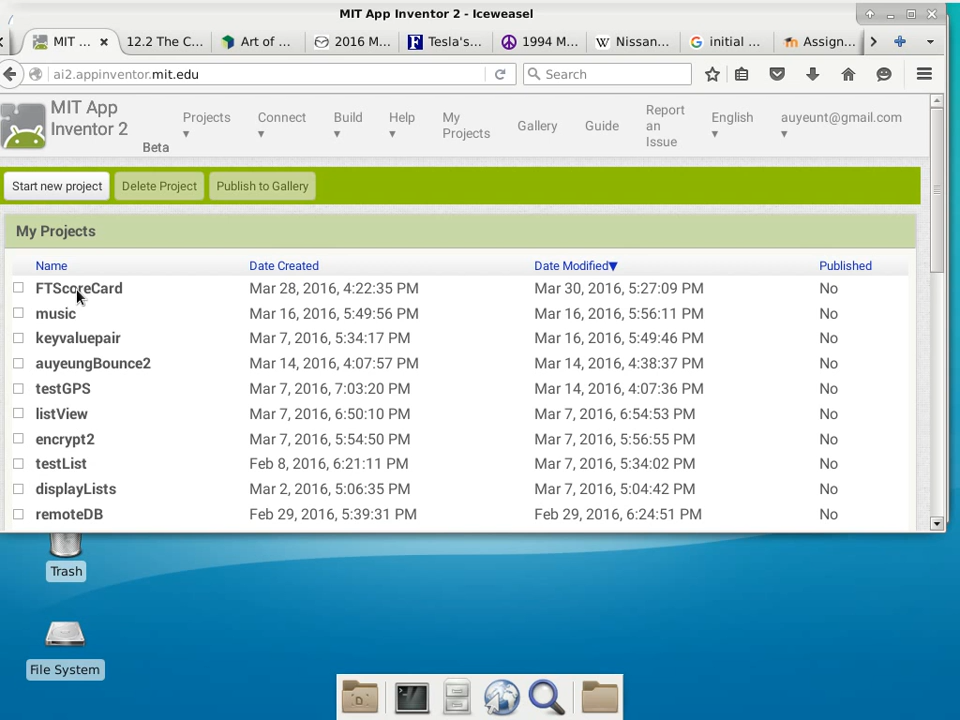 MIT App Inventor 2 - Iceweasel
MIT ... 12.2 The C... Art of ... 2016 M... Tesla's... 1994 M... Nissan... initial ... Assign...
ai2.appinventor.mit.edu Search
MIT App Inventor 2 Beta
Projects Connect Build Help My Projects Gallery Guide Report an Issue English auyeunt@gmail.com
Start new project Delete Project Publish to Gallery
My Projects
Name Date Created Date Modified▼ Published
FTScoreCard Mar 28, 2016, 4:22:35 PM Mar 30, 2016, 5:27:09 PM No
music Mar 16, 2016, 5:49:56 PM Mar 16, 2016, 5:56:11 PM No
keyvaluepair Mar 7, 2016, 5:34:17 PM Mar 16, 2016, 5:49:46 PM No
auyeungBounce2 Mar 14, 2016, 4:07:57 PM Mar 14, 2016, 4:38:37 PM No
testGPS Mar 7, 2016, 7:03:20 PM Mar 14, 2016, 4:07:36 PM No
listView Mar 7, 2016, 6:50:10 PM Mar 7, 2016, 6:54:53 PM No
encrypt2 Mar 7, 2016, 5:54:50 PM Mar 7, 2016, 5:56:55 PM No
testList Feb 8, 2016, 6:21:11 PM Mar 7, 2016, 5:34:02 PM No
displayLists Mar 2, 2016, 5:06:35 PM Mar 7, 2016, 5:04:42 PM No
remoteDB Feb 29, 2016, 5:39:31 PM Feb 29, 2016, 6:24:51 PM No
Trash
File System